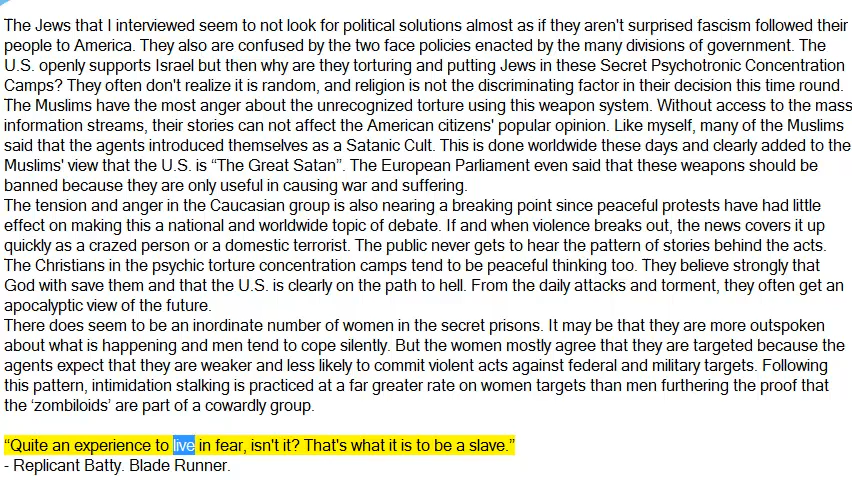 The Jews that I interviewed seem to not look for political solutions almost as if they aren't surprised fascism followed their
people to America. They also are confused by the two face policies enacted by the many divisions of government. The
U.S. openly supports Israel but then why are they torturing and putting Jews in these Secret Psychotronic Concentration
Camps? They often don't realize it is random, and religion is not the discriminating factor in their decision this time round.
The Muslims have the most anger about the unrecognized torture using this weapon system. Without access to the mass
information streams, their stories can not affect the American citizens' popular opinion. Like myself, many of the Muslims
said that the agents introduced themselves as a Satanic Cult. This is done worldwide these days and clearly added to the
Muslims' view that the U.S. is “The Great Satan”. The European Parliament even said that these weapons should be
banned because they are only useful in causing war and suffering.
The tension and anger in the Caucasian group is also nearing a breaking point since peaceful protests have had little
effect on making this a national and worldwide topic of debate. If and when violence breaks out, the news covers it up
quickly as a crazed person or a domestic terrorist. The public never gets to hear the pattern of stories behind the acts.
The Christians in the psychic torture concentration camps tend to be peaceful thinking too. They believe strongly that
God with save them and that the U.S. is clearly on the path to hell. From the daily attacks and torment, they often get an
apocalyptic view of the future.
There does seem to be an inordinate number of women in the secret prisons. It may be that they are more outspoken
about what is happening and men tend to cope silently. But the women mostly agree that they are targeted because the
agents expect that they are weaker and less likely to commit violent acts against federal and military targets. Following
this pattern, intimidation stalking is practiced at a far greater rate on women targets than men furthering the proof that
the ‘zombiloids’ are part of a cowardly group.
“Quite an experience to live in fear, isn't it? That's what it is to be a slave.”
- Replicant Batty. Blade Runner.